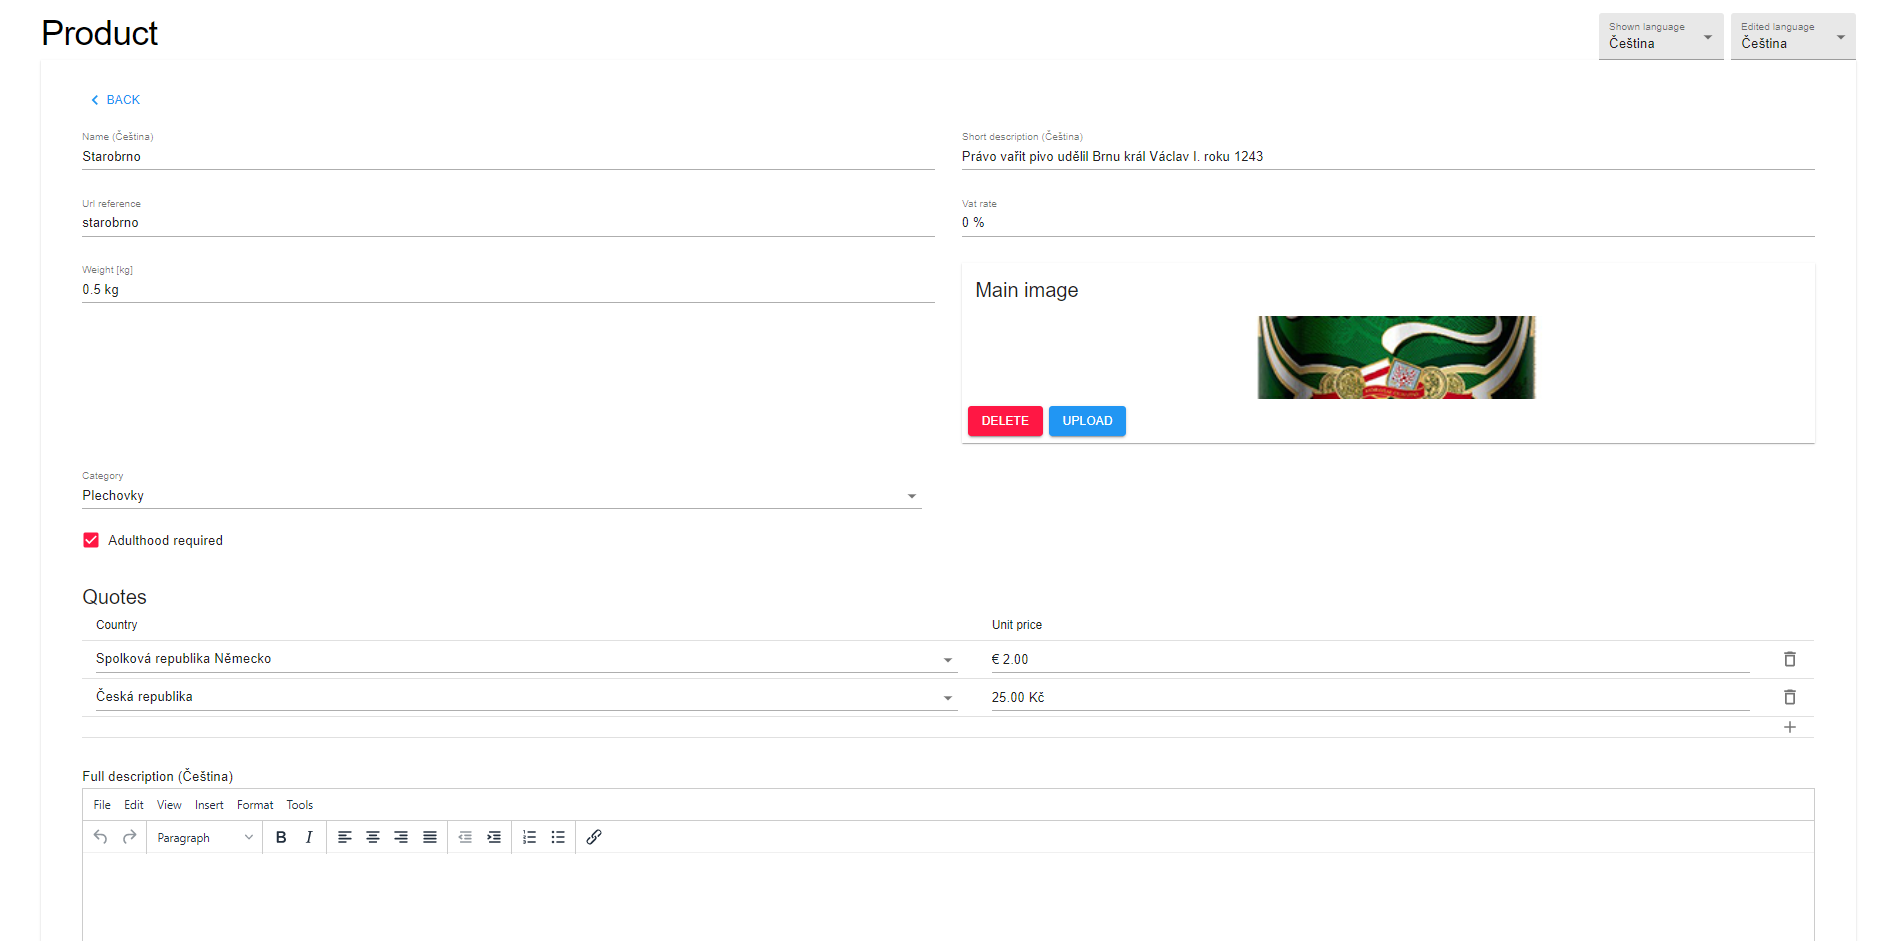 Product
Shown language
Čeština
Edited language
Čeština
BACK
Name (Čeština)
Starobrno
Short description (Čeština)
Právo vařit pivo udělil Brnu král Václav I. roku 1243
Url reference
starobrno
Vat rate
0 %
Weight [kg]
0.5 kg
Main image
DELETE
UPLOAD
Category
Plechovky
Adulthood required
Quotes
Country
Unit price
Spolková republika Německo
€ 2.00
Česká republika
25.00 Kč
Full description (Čeština)
File Edit View Insert Format Tools
Paragraph B I